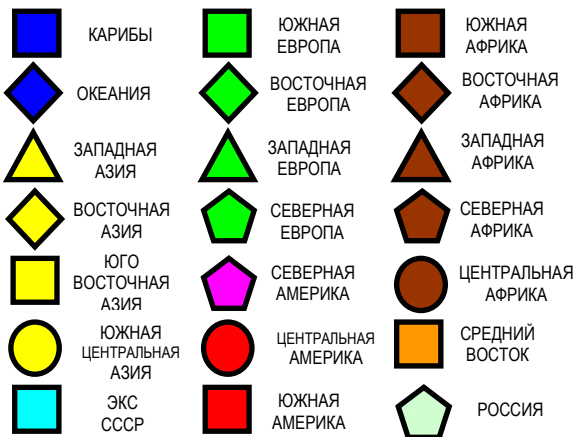 КАРИБЫ
ЮЖНАЯ
ЕВРОПА
ЮЖНАЯ
АФРИКА
ОКЕАНИЯ
ВОСТОЧНАЯ
ЕВРОПА
ВОСТОЧНАЯ
АФРИКА
ЗАПАДНАЯ
АЗИЯ
ЗАПАДНАЯ
ЕВРОПА
ЗАПАДНАЯ
АФРИКА
ВОСТОЧНАЯ
АЗИЯ
СЕВЕРНАЯ
ЕВРОПА
СЕВЕРНАЯ
АФРИКА
ЮГО
ВОСТОЧНАЯ
АЗИЯ
СЕВЕРНАЯ
АМЕРИКА
ЦЕНТРАЛЬНАЯ
АФРИКА
ЮЖНАЯ
ЦЕНТРАЛЬНАЯ
АЗИЯ
ЦЕНТРАЛЬНАЯ
АМЕРИКА
СРЕДНИЙ
ВОСТОК
ЭКС
СССР
ЮЖНАЯ
АМЕРИКА
РОССИЯ